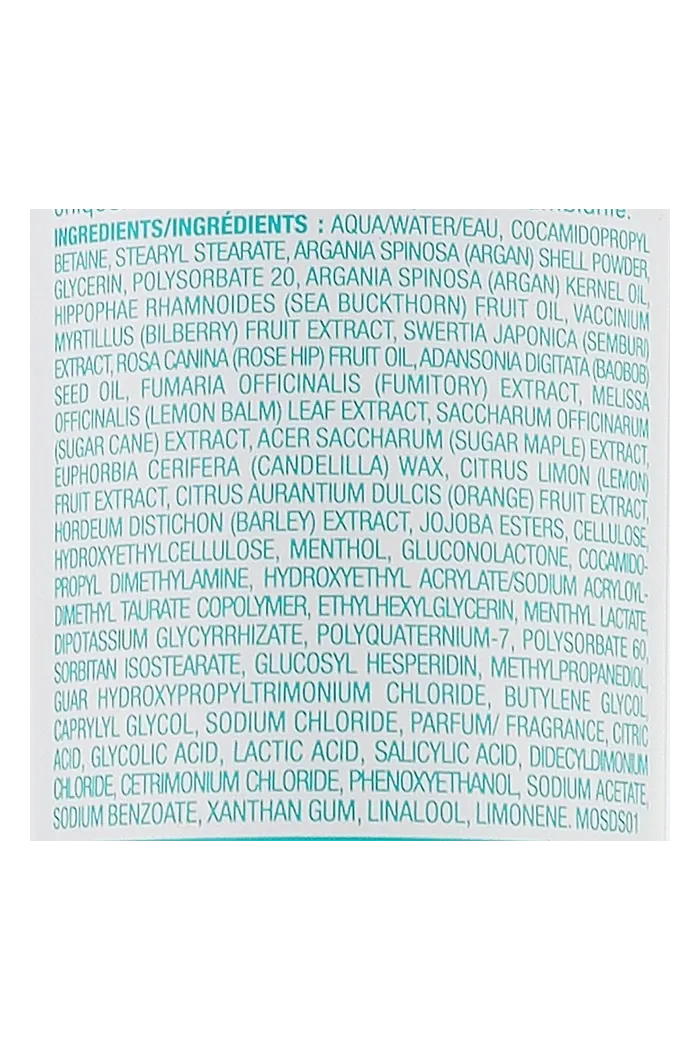 INGREDIENTS/INGRÉDIENTS : AQUA/WATER/EAU, COCAMIDOPROPYL
BETAINE, STEARYL STEARATE, ARGANIA SPINOSA (ARGAN) SHELL POWDER,
GLYCERIN, POLYSORBATE 20, ARGANIA SPINOSA (ARGAN) KERNEL OIL,
HIPPOPHAE RHAMNOIDES (SEA BUCKTHORN) FRUIT OIL, VACCINIUM
MYRTILLUS (BILBERRY) FRUIT EXTRACT, SWERTIA JAPONICA (SEMBURI)
EXTRACT, ROSA CANINA (ROSE HIP) FRUIT OIL, ADANSONIA DIGITATA (BAOBOB)
SEED OIL, FUMARIA OFFICINALIS (FUMITORY) EXTRACT, MELISSA
OFFICINALIS (LEMON BALM) LEAF EXTRACT, SACCHARUM OFFICINARUM
(SUGAR CANE) EXTRACT, ACER SACCHARUM (SUGAR MAPLE) EXTRACT,
EUPHORBIA CERIFERA (CANDELILLA) WAX, CITRUS LIMON (LEMON)
FRUIT EXTRACT, CITRUS AURANTIUM DULCIS (ORANGE) FRUIT EXTRACT,
HORDEUM DISTICHON (BARLEY) EXTRACT, JOJOBA ESTERS, CELLULOSE,
HYDROXYETHYLCELLULOSE, MENTHOL, GLUCONOLACTONE, COCAMIDO-
PROPYL DIMETHYLAMINE, HYDROXYETHYL ACRYLATE/SODIUM ACRYLOYL-
DIMETHYL TAURATE COPOLYMER, ETHYLHEXYLGLYCERIN, MENTHYL LACTATE,
DIPOTASSIUM GLYCYRRHIZATE, POLYQUATERNIUM-7, POLYSORBATE 60,
SORBITAN ISOSTEARATE, GLUCOSYL HESPERIDIN, METHYLPROPANEDIOL,
GUAR HYDROXYPROPYLTRIMONIUM CHLORIDE, BUTYLENE GLYCOL,
CAPRYLYL GLYCOL, SODIUM CHLORIDE, PARFUM/ FRAGRANCE, CITRIC
ACID, GLYCOLIC ACID, LACTIC ACID, SALICYLIC ACID, DIDECYLDIMONIUM
CHLORIDE, CETRIMONIUM CHLORIDE, PHENOXYETHANOL, SODIUM ACETATE,
SODIUM BENZOATE, XANTHAN GUM, LINALOOL, LIMONENE. MOSDS01